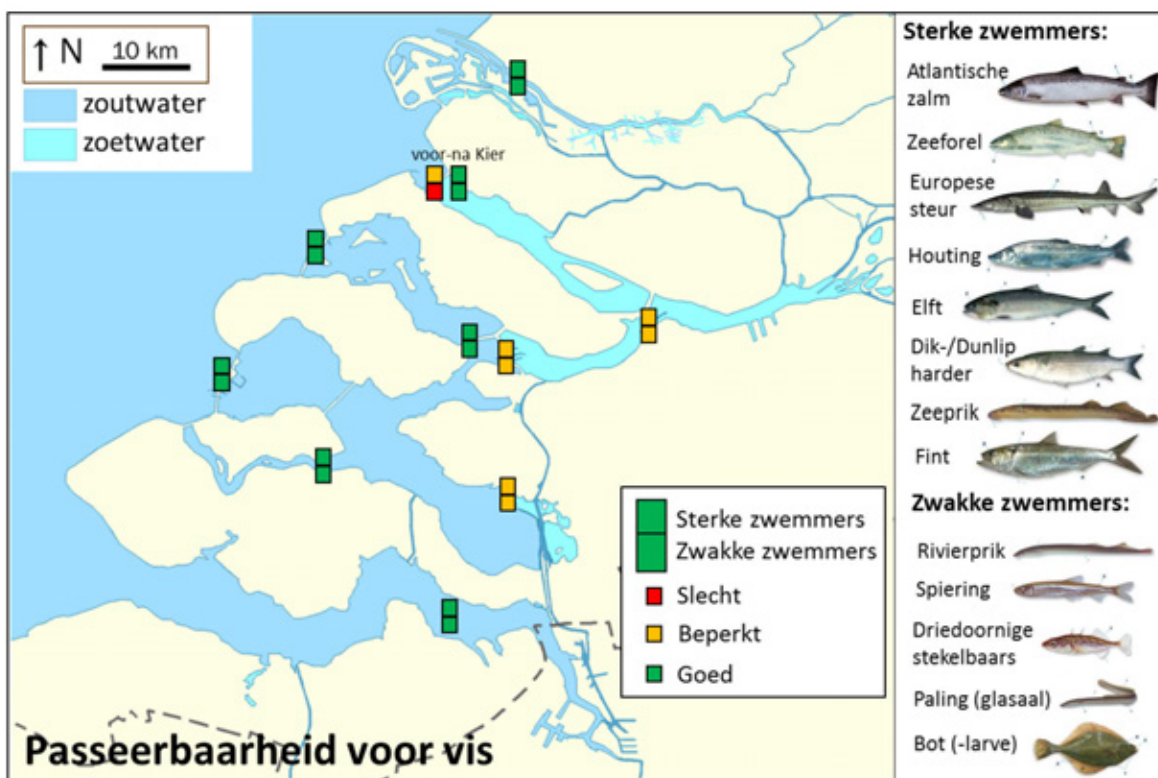 ↑ N 10 km
zoutwater
zoetwater
voor-na Kier
Sterke zwemmers
Zwakke zwemmers
Slecht
Beperkt
Goed
Passeerbaarheid voor vis
Sterke zwemmers:
Atlantische
zalm
Zeeforel
Europese
steur
Houting
Elft
Dik-/Dunlip
harder
Zeeprik
Fint
Zwakke zwemmers:
Rivierprik
Spiering
Driedoornige
stekelbaars
Paling (glasaal)
Bot (-larve)